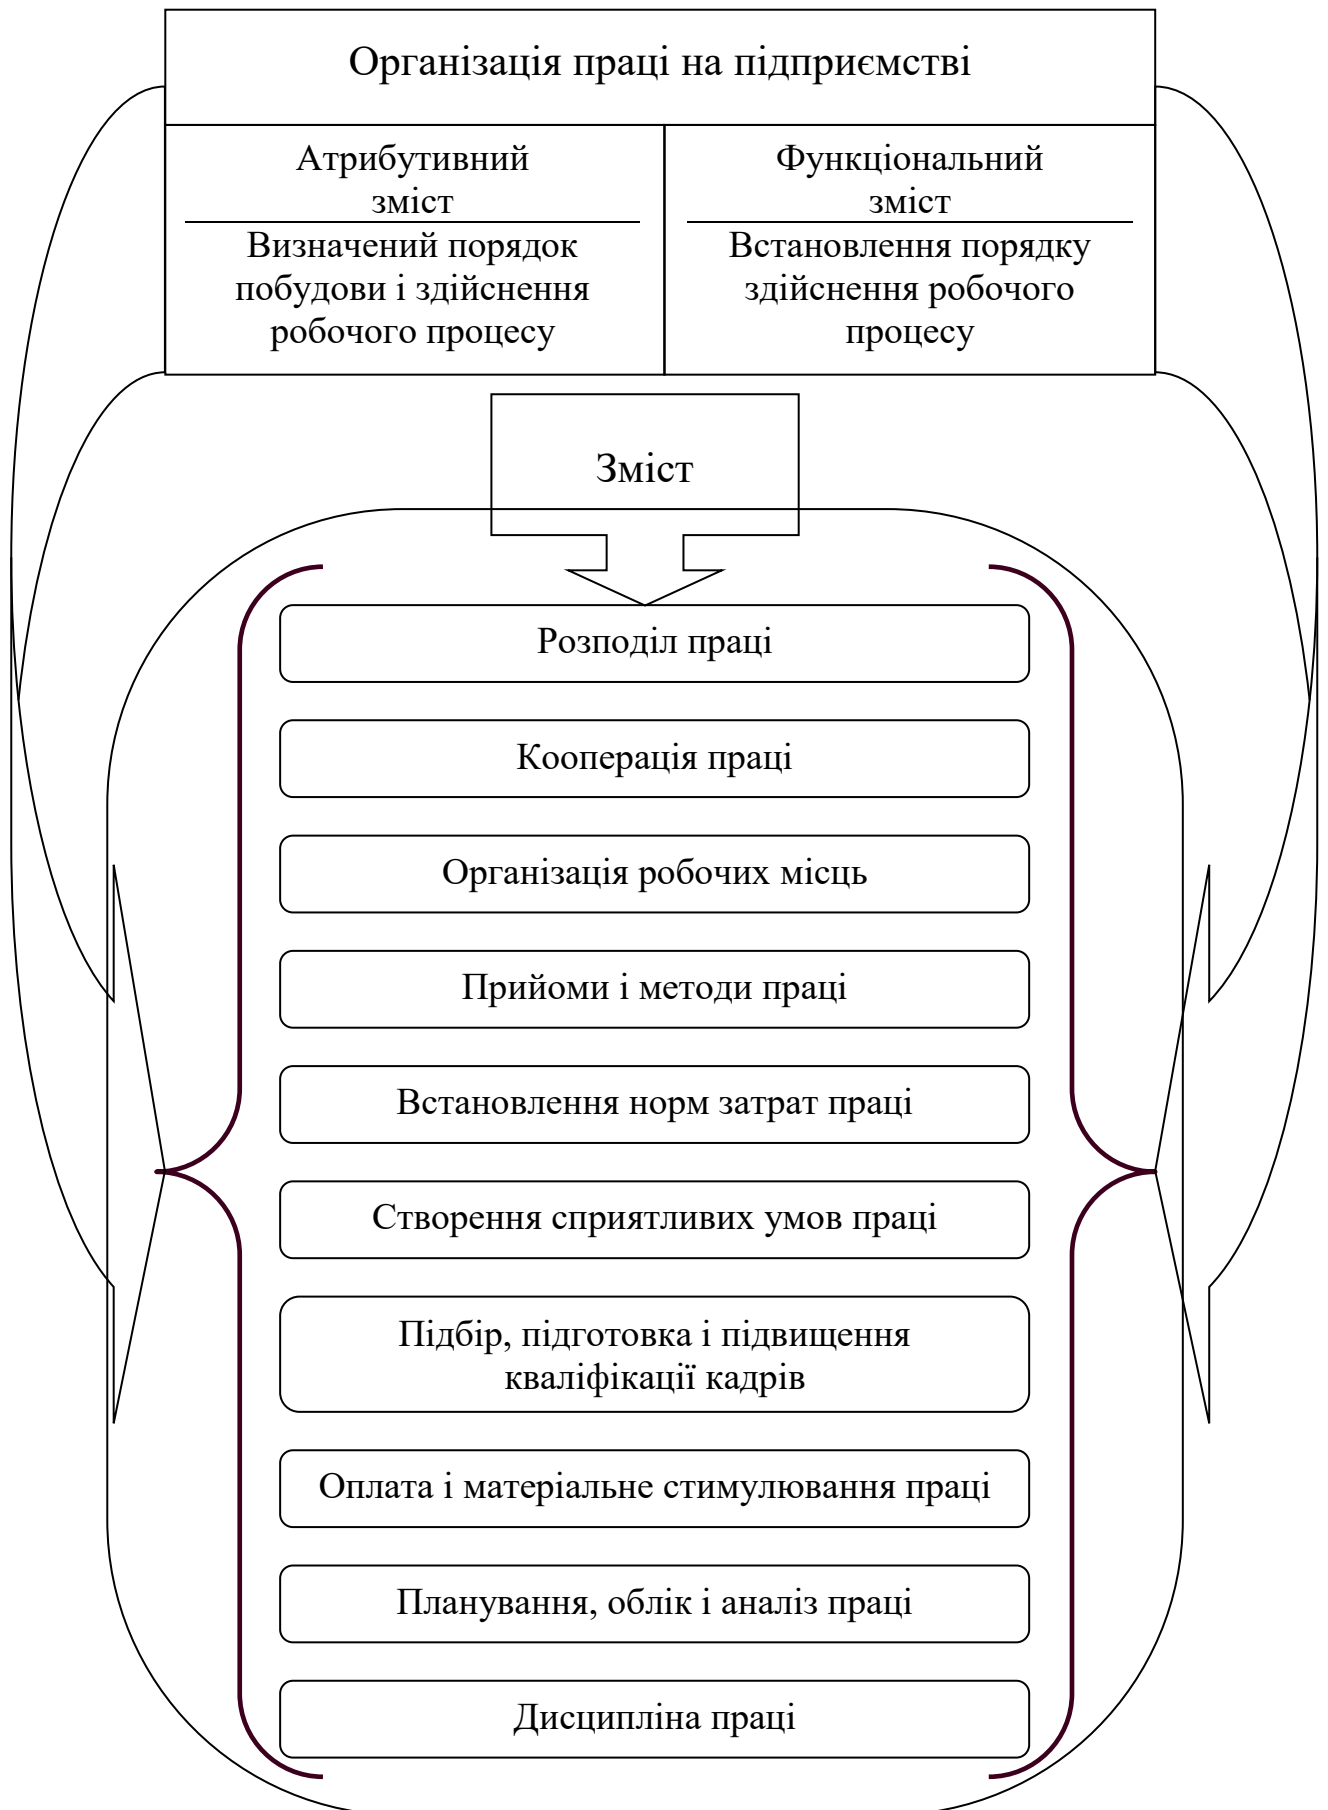 Організація праці на підприємстві
Атрибутивний
зміст
Визначений порядок
побудови і здійснення
робочого процесу
Функціональний
зміст
Встановлення порядку
здійснення робочого
процесу
Зміст
Розподіл праці
Кооперація праці
Організація робочих місць
Прийоми і методи праці
Встановлення норм затрат праці
Створення сприятливих умов праці
Підбір, підготовка і підвищення
кваліфікації кадрів
Оплата і матеріальне стимулювання праці
Планування, облік і аналіз праці
Дисципліна праці